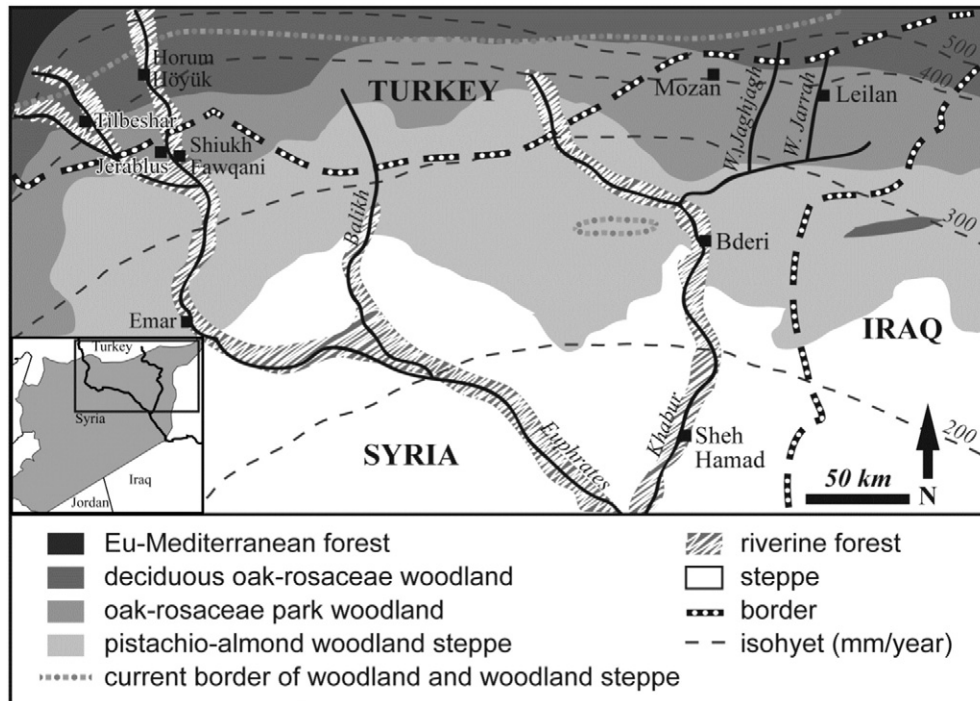 500
400
Horum
Höyük
TURKEY
Mozan
Leilan
W. Jaghjagh
W. Jarrah
Tilbeshar
Jerablus
Shiukh
Fawqani
Balikh
300
Bderi
Emar
IRAQ
Turkey
Syria
Iraq
Jordan
SYRIA
Euphrates
Khabur
Sheh
Hamad
200
50 km
N
Eu-Mediterranean forest
deciduous oak-rosaceae woodland
oak-rosaceae park woodland
pistachio-almond woodland steppe
current border of woodland and woodland steppe
riverine forest
steppe
border
isohyet (mm/year)